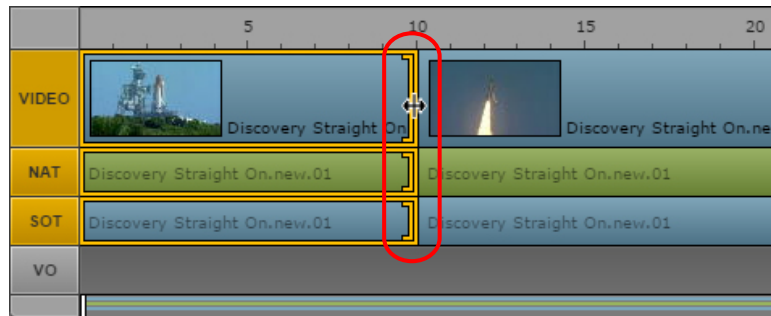 5 10 15 20
VIDEO Discovery Straight On Discovery Straight On.ne
NAT Discovery Straight On.new.01 Discovery Straight On.new.01
SOT Discovery Straight On.new.01 Discovery Straight On.new.01
VO